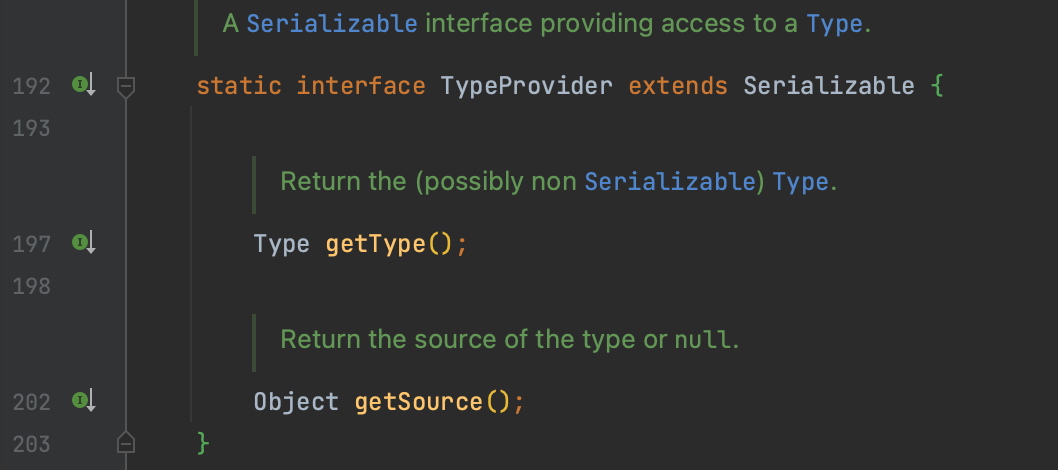 A Serializable interface providing access to a Type.
192 static interface TypeProvider extends Serializable {
193
Return the (possibly non Serializable) Type.
197 Type getType();
198
Return the source of the type or null.
202 Object getSource();
203 }